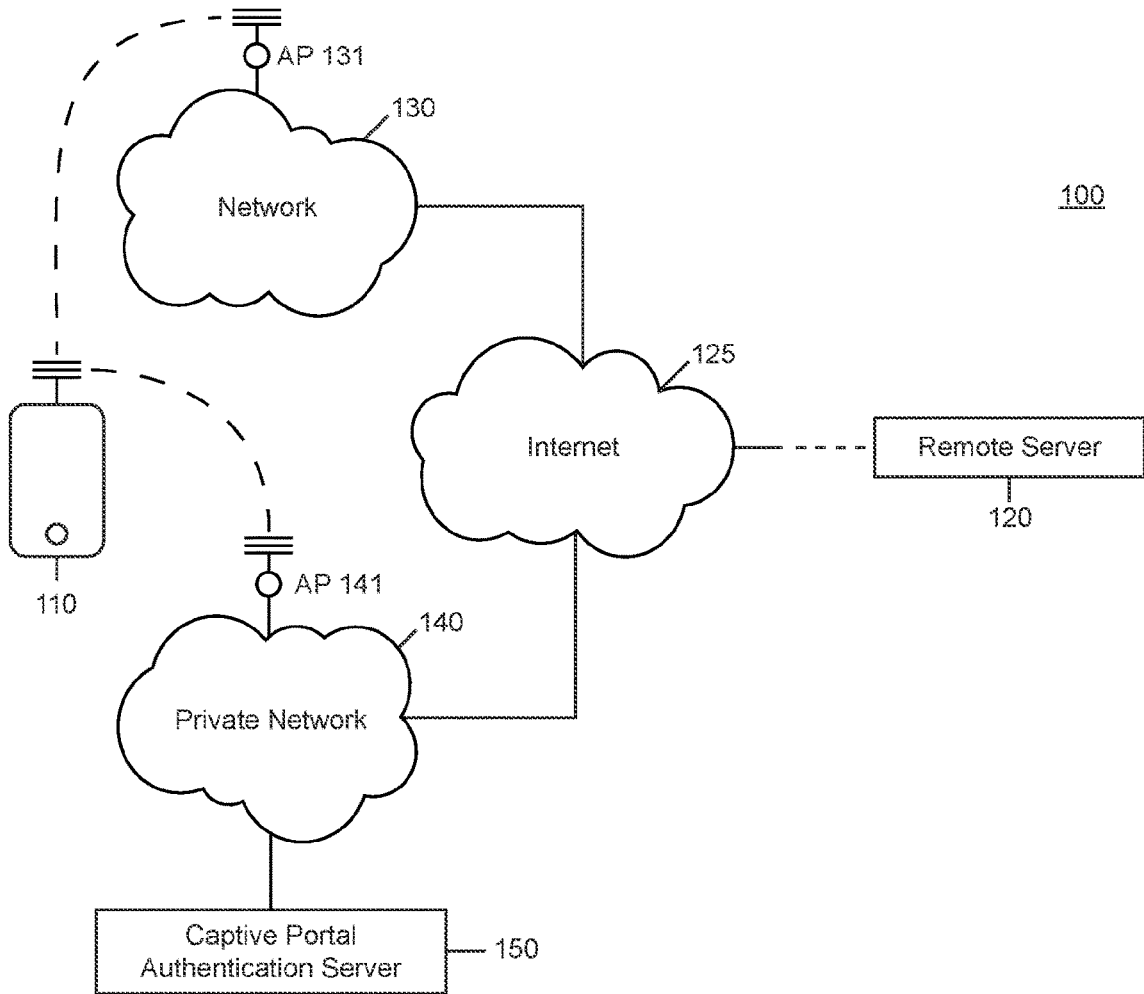 AP 131
130
Network
100
125
Internet
Remote Server
120
110
AP 141
140
Private Network
Captive Portal
Authentication Server
150